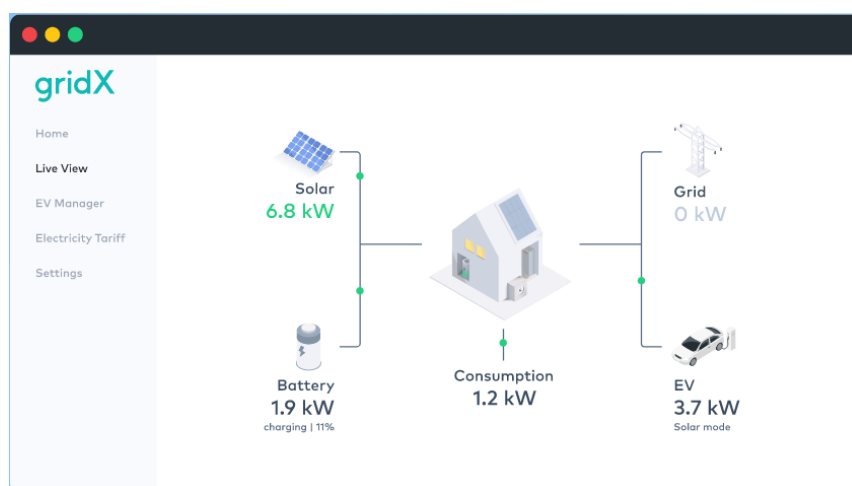 gridX
Home
Live View
EV Manager
Electricity Tariff
Settings
Solar
6.8 kW
Grid
0 kW
Battery
1.9 kW
charging | 11%
Consumption
1.2 kW
EV
3.7 kW
Solar mode